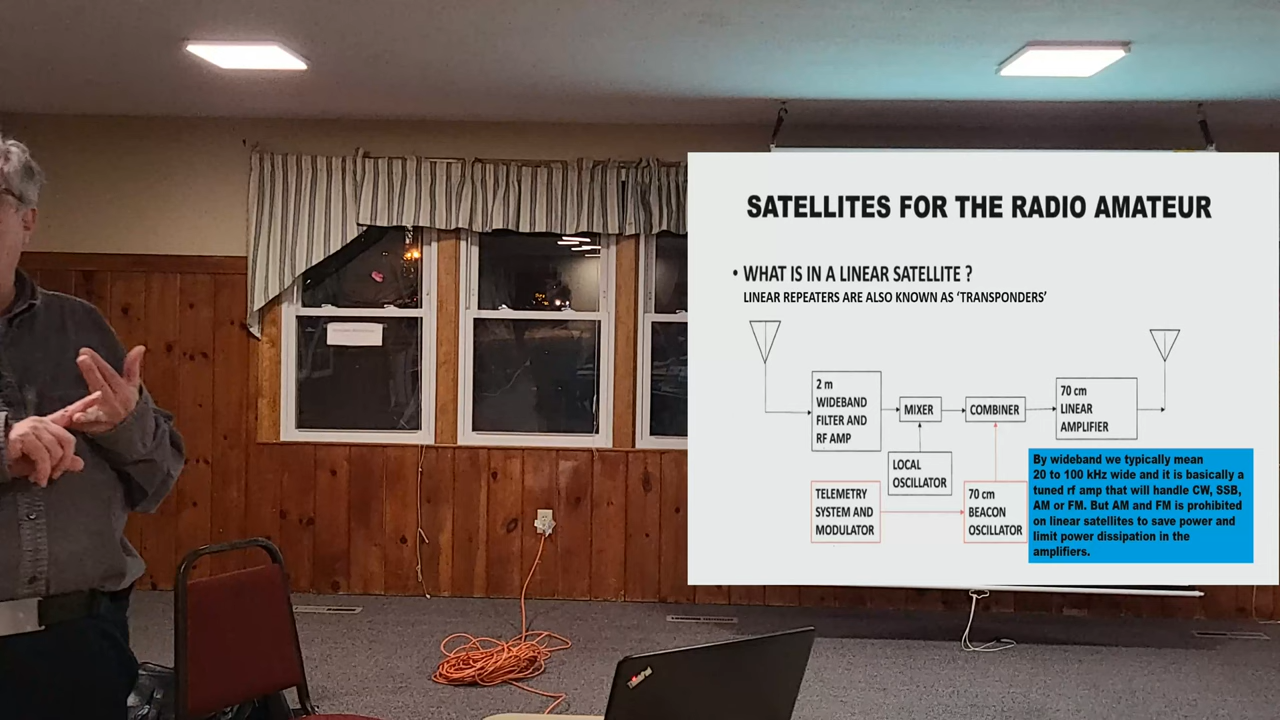 SATELLITES FOR THE RADIO AMATEUR
• WHAT IS IN A LINEAR SATELLITE ?
LINEAR REPEATERS ARE ALSO KNOWN AS ‘TRANSPONDERS’
2 m
WIDEBAND
FILTER AND
RF AMP
MIXER
COMBINER
70 cm
LINEAR
AMPLIFIER
LOCAL
OSCILLATOR
TELEMETRY
SYSTEM AND
MODULATOR
70 cm
BEACON
OSCILLATOR
By wideband we typically mean
20 to 100 kHz wide and it is basically a
tuned rf amp that will handle CW, SSB,
AM or FM. But AM and FM is prohibited
on linear satellites to save power and
limit power dissipation in the
amplifiers.
ThinkPad